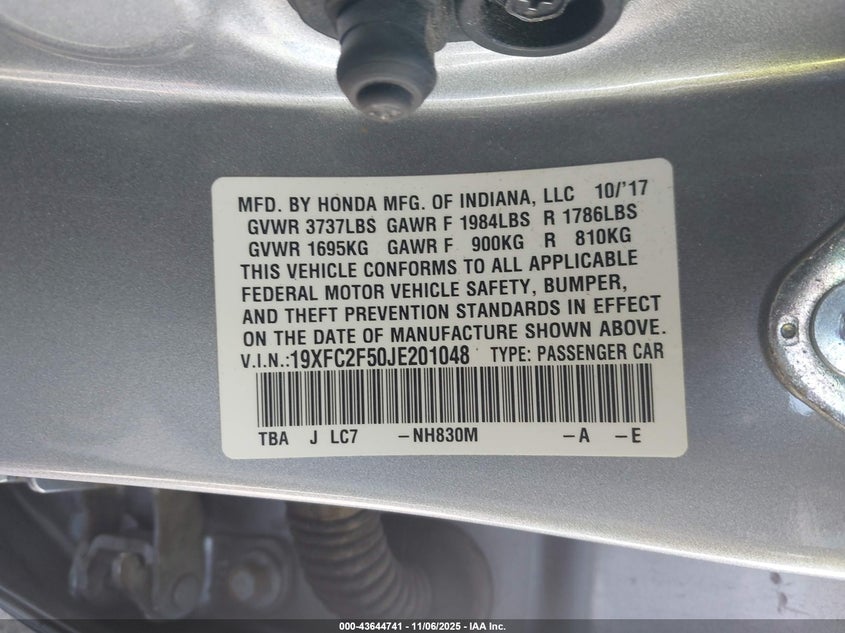 MFD. BY HONDA MFG. OF INDIANA, LLC 10/'17
GVWR 3737LBS GAWR F 1984LBS R 1786LBS
GVWR 1695KG GAWR F 900KG R 810KG
THIS VEHICLE CONFORMS TO ALL APPLICABLE
FEDERAL MOTOR VEHICLE SAFETY, BUMPER,
AND THEFT PREVENTION STANDARDS IN EFFECT
ON THE DATE OF MANUFACTURE SHOWN ABOVE.
V.I.N.:19XFC2F50JE201048 TYPE: PASSENGER CAR
TBA J LC7 –NH830M –A –E
000-43644741 | 11/06/2025 – IAA Inc.